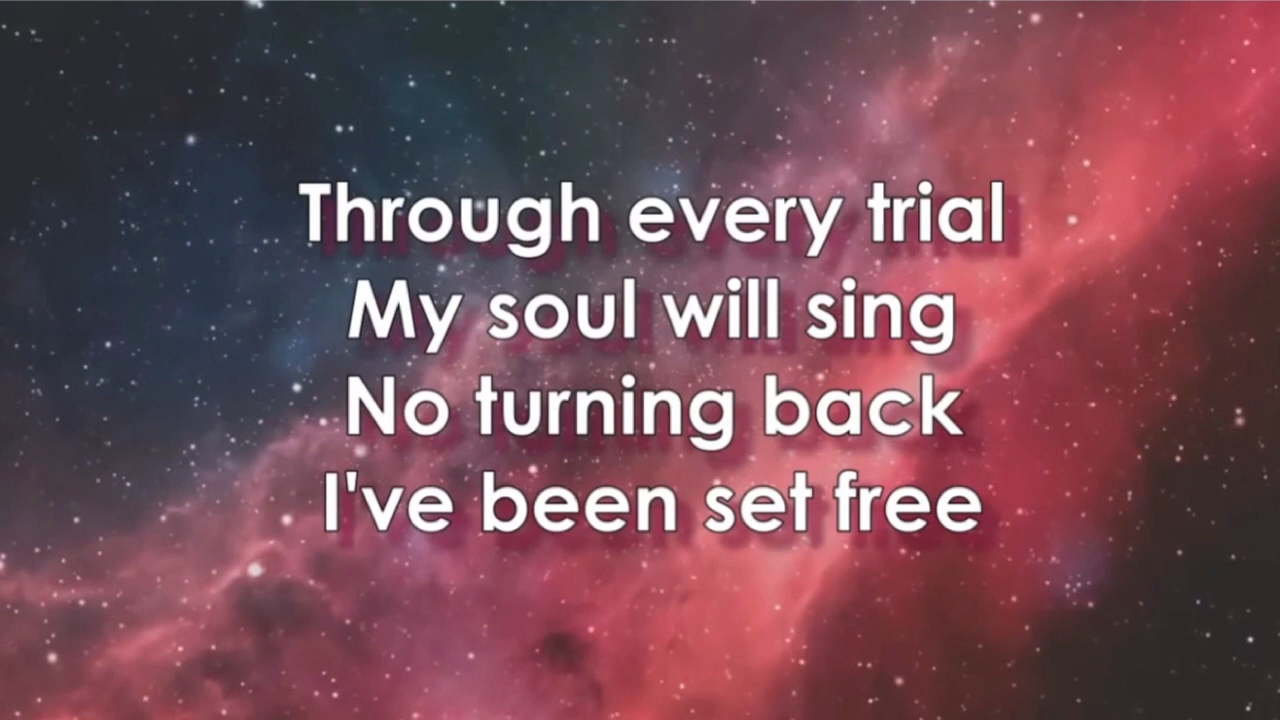 Through every trial
My soul will sing
No turning back
I've been set free